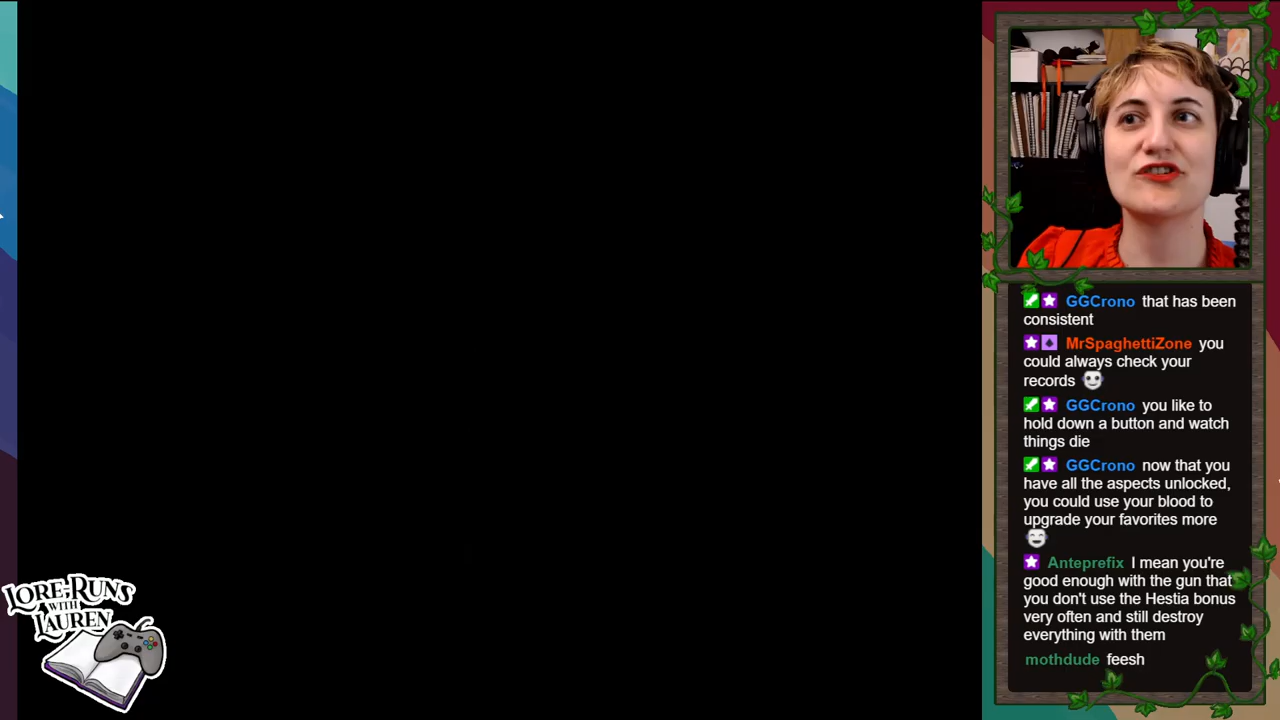 GGCrono that has been
consistent
MrSpaghettiZone you
could always check your
records
GGCrono you like to
hold down a button and watch
things die
GGCrono now that you
have all the aspects unlocked,
you could use your blood to
upgrade your favorites more
Anteprefix I mean you're
good enough with the gun that
you don't use the Hestia bonus
very often and still destroy
everything with them
mothdude feesh
LORE-RUNS
WITH
LAUREN